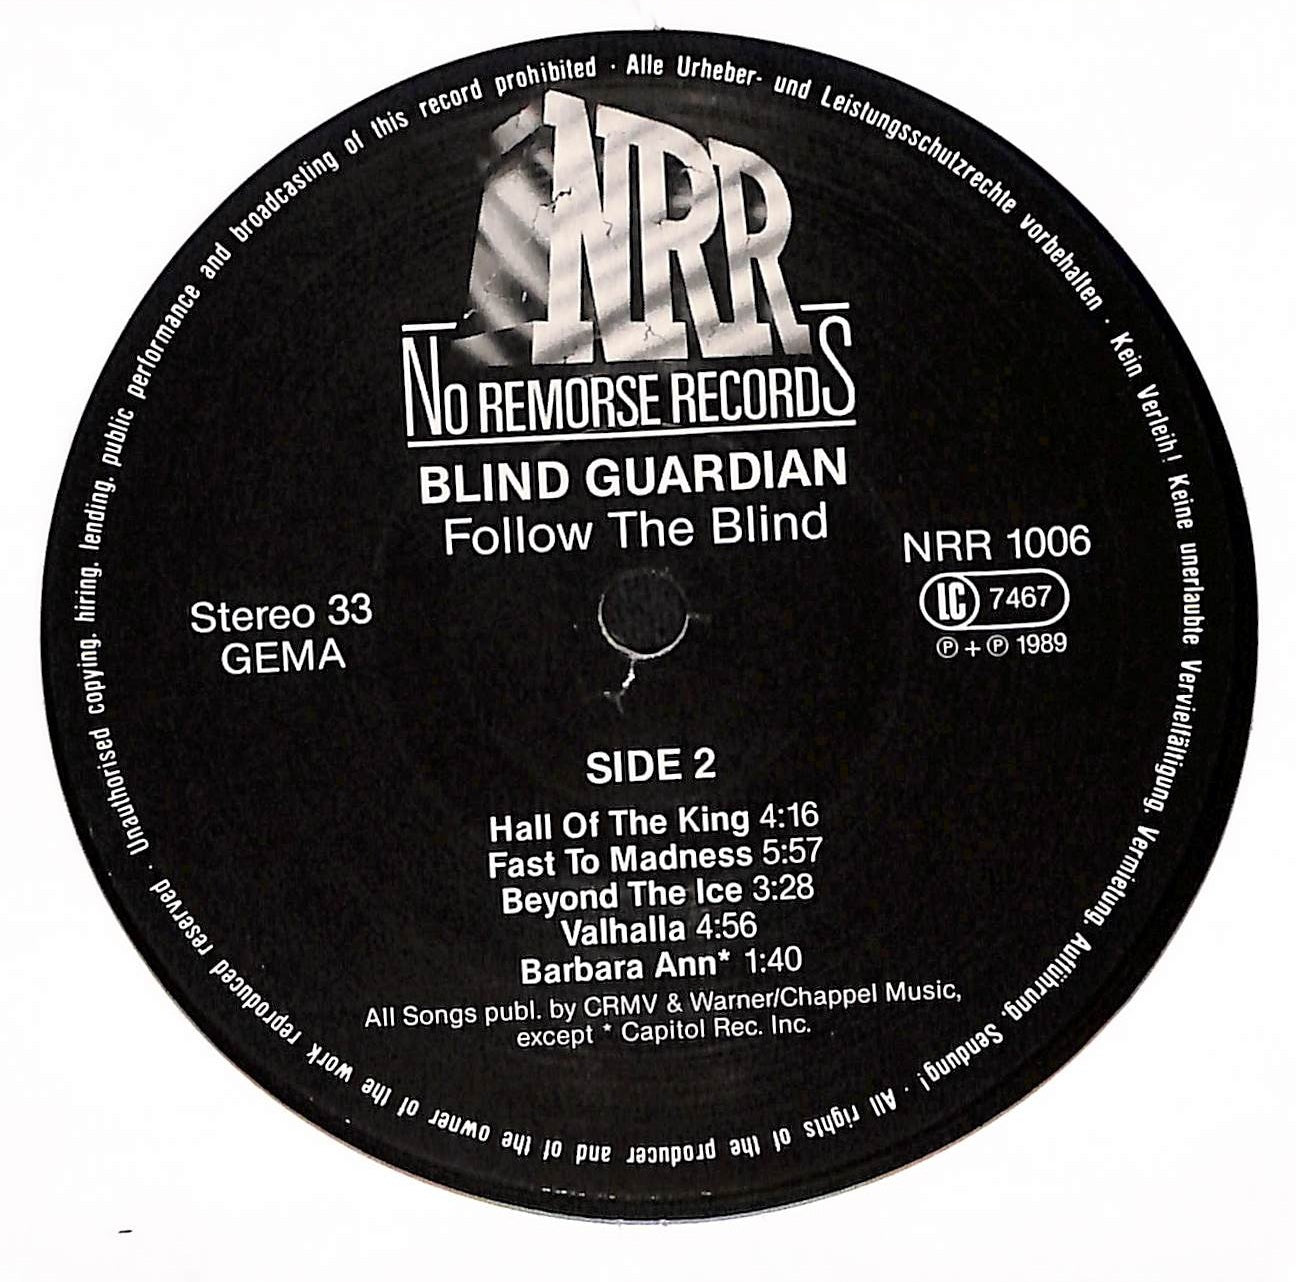 NRR
NO REMORSE RECORDS
BLIND GUARDIAN
Follow The Blind
Stereo 33
GEMA
NRR 1006
LC 7467
Ⓟ + Ⓟ 1989
SIDE 2
Hall Of The King 4:16
Fast To Madness 5:57
Beyond The Ice 3:28
Valhalla 4:56
Barbara Ann* 1:40
All Songs publ. by CRMV & Warner/Chappel Music,
except * Capitol Rec. Inc.
Alle Urheber- und Leistungsschutzrechte vorbehalten · Kein Verleih! Keine unerlaubte Vervielfältigung, Vermietung, Aufführung, Sendung! · All rights of the producer and of the owner of the work reproduced reserved · Unauthorised copying, hiring, lending, public performance and broadcasting of this record prohibited ·